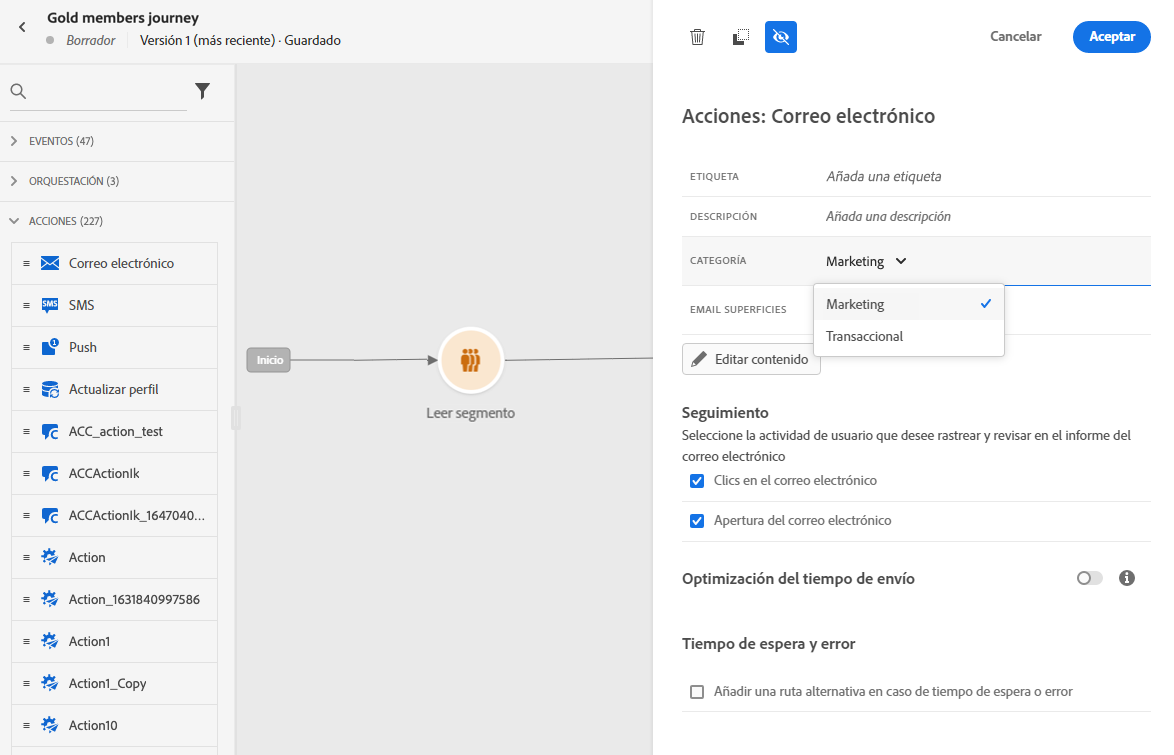 Gold members journey
Borrador Versión 1 (más reciente) · Guardado
Cancelar
Aceptar
EVENTOS (47)
ORQUESTACIÓN (3)
ACCIONES (227)
Correo electrónico
SMS
SMS
Push
1
Actualizar perfil
ACC_action_test
ACCActionIk
ACCActionIk_1647040...
Action
Action_1631840997586
Action1
Action1_Copy
Action10
Inicio
Leer segmento
Acciones: Correo electrónico
ETIQUETA Añada una etiqueta
DESCRIPCIÓN Añada una descripción
CATEGORÍA Marketing
Marketing
Transaccional
EMAIL SUPERFICIES
Editar contenido
Seguimiento
Seleccione la actividad de usuario que desee rastrear y revisar en el informe del
correo electrónico
Clics en el correo electrónico
Apertura del correo electrónico
Optimización del tiempo de envío
Tiempo de espera y error
Añadir una ruta alternativa en caso de tiempo de espera o error